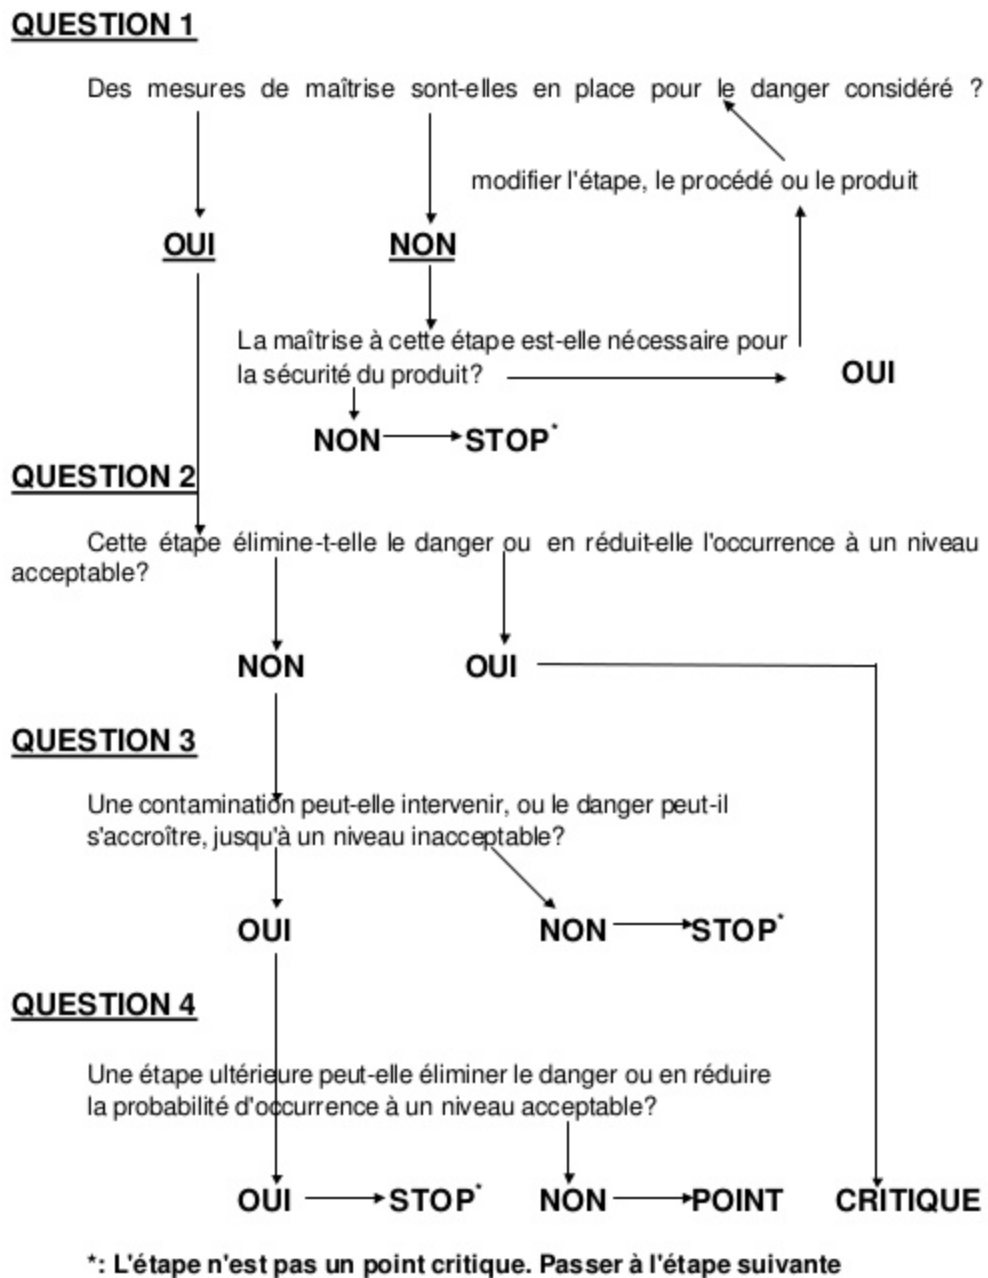 QUESTION 1
Des mesures de maîtrise sont-elles en place pour le danger considéré ?
modifier l'étape, le procédé ou le produit
OUI NON
La maîtrise à cette étape est-elle nécessaire pour
la sécurité du produit? OUI
NON STOP*
QUESTION 2
Cette étape élimine-t-elle le danger ou en réduit-elle l'occurrence à un niveau
acceptable?
NON OUI
QUESTION 3
Une contamination peut-elle intervenir, ou le danger peut-il
s'accroître, jusqu'à un niveau inacceptable?
OUI NON STOP*
QUESTION 4
Une étape ultérieure peut-elle éliminer le danger ou en réduire
la probabilité d'occurrence à un niveau acceptable?
OUI STOP* NON POINT CRITIQUE
*: L'étape n'est pas un point critique. Passer à l'étape suivante